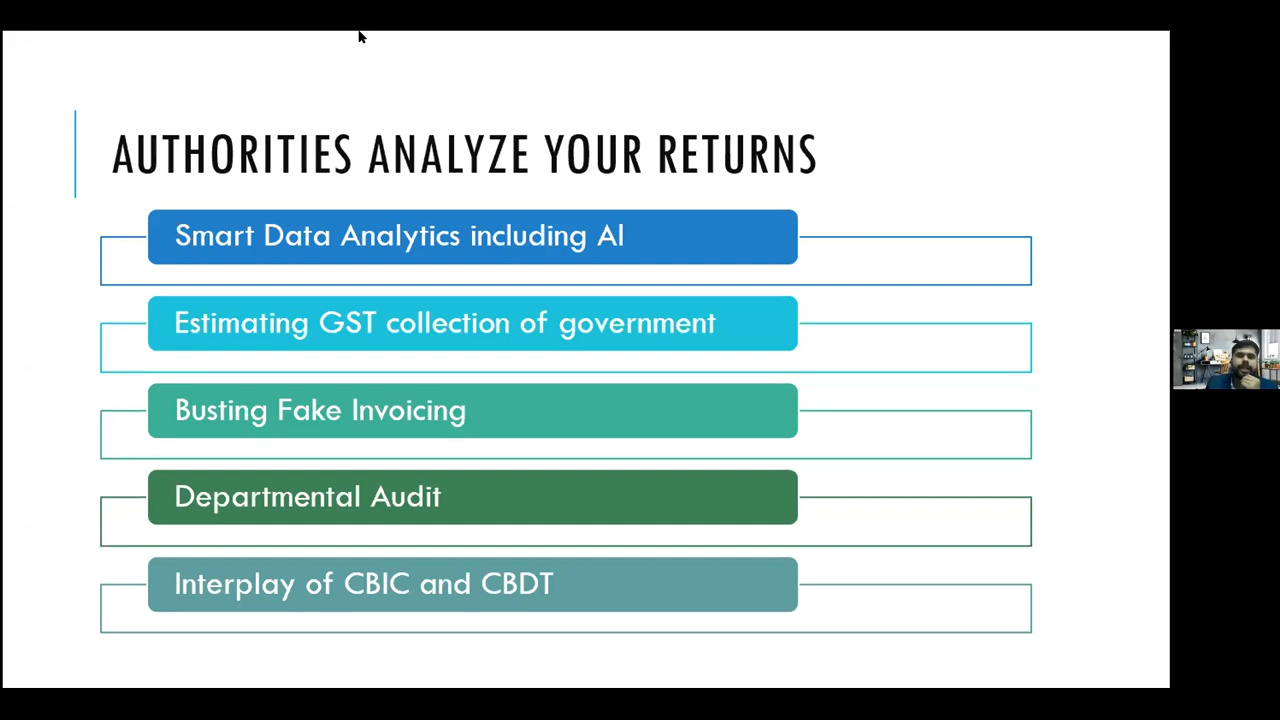 AUTHORITIES ANALYZE YOUR RETURNS
Smart Data Analytics including AI
Estimating GST collection of government
Busting Fake Invoicing
Departmental Audit
Interplay of CBIC and CBDT